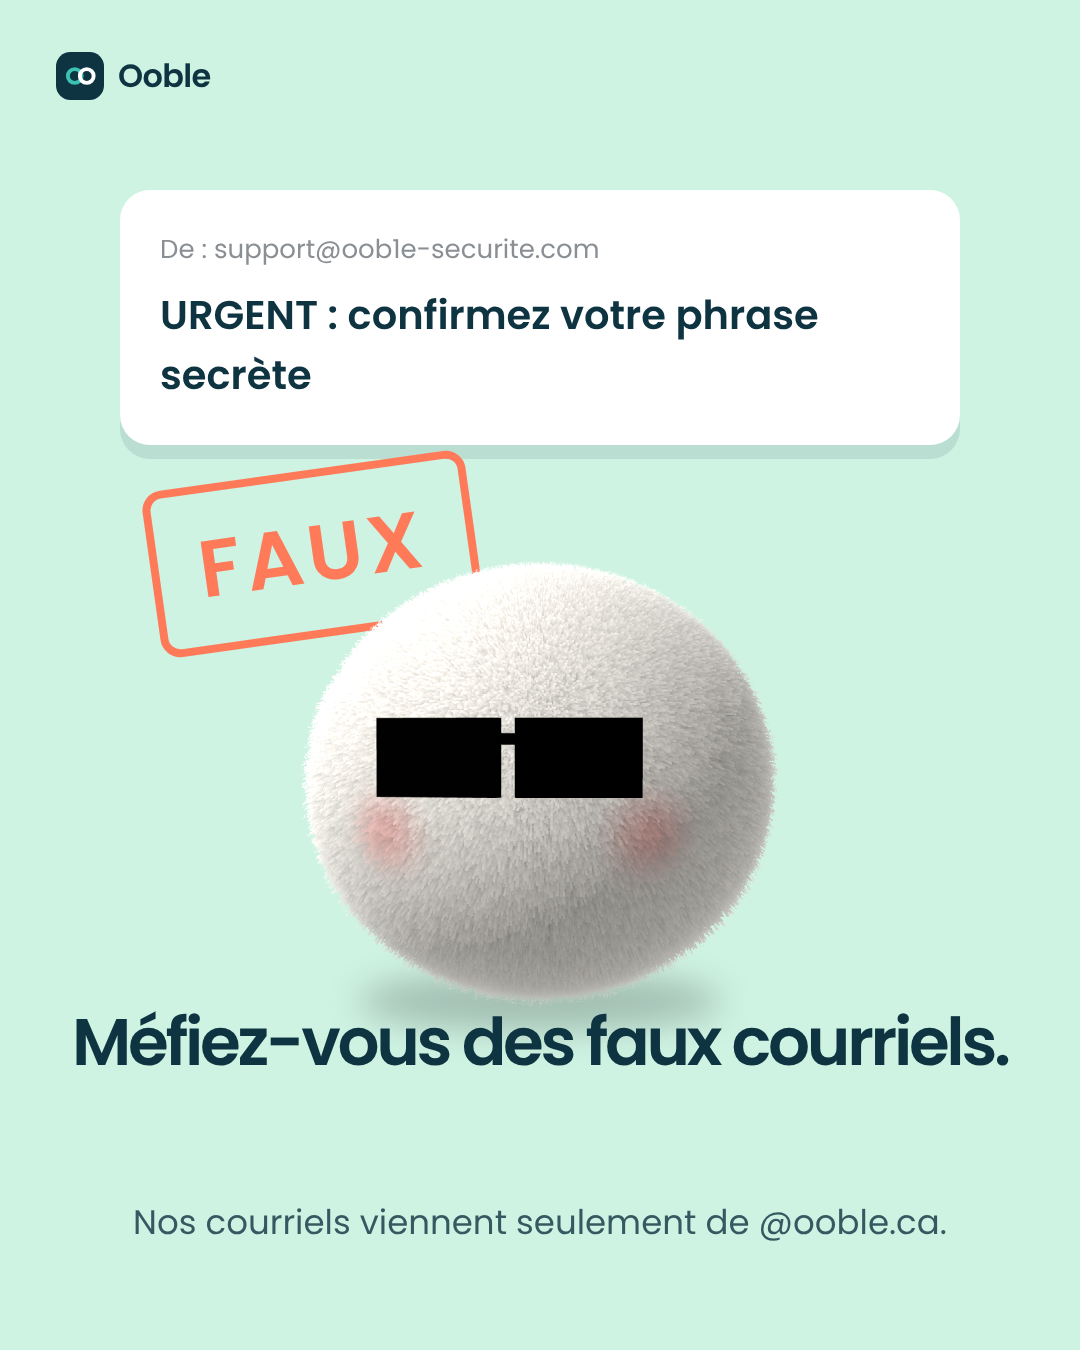 Ooble
De : support@oob1e-securite.com
URGENT : confirmez votre phrase
secrète
FAUX
Méfiez-vous des faux courriels.
Nos courriels viennent seulement de @ooble.ca.